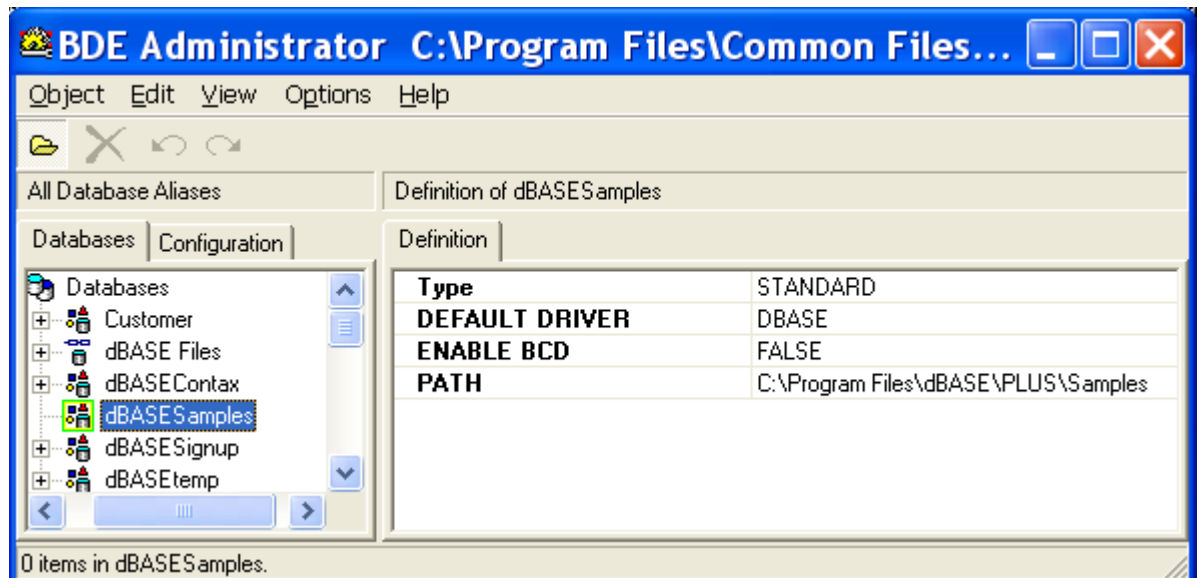 BDE Administrator C:\Program Files\Common Files...
Object Edit View Options Help
All Database Aliases
Definition of dBASESamples
Databases Configuration
Definition
Databases
Customer
dBASE Files
dBASEContax
dBASESamples
dBASESignup
dBASEtemp
Type STANDARD
DEFAULT DRIVER DBASE
ENABLE BCD FALSE
PATH C:\Program Files\dBASE\PLUS\Samples
0 items in dBASESamples.